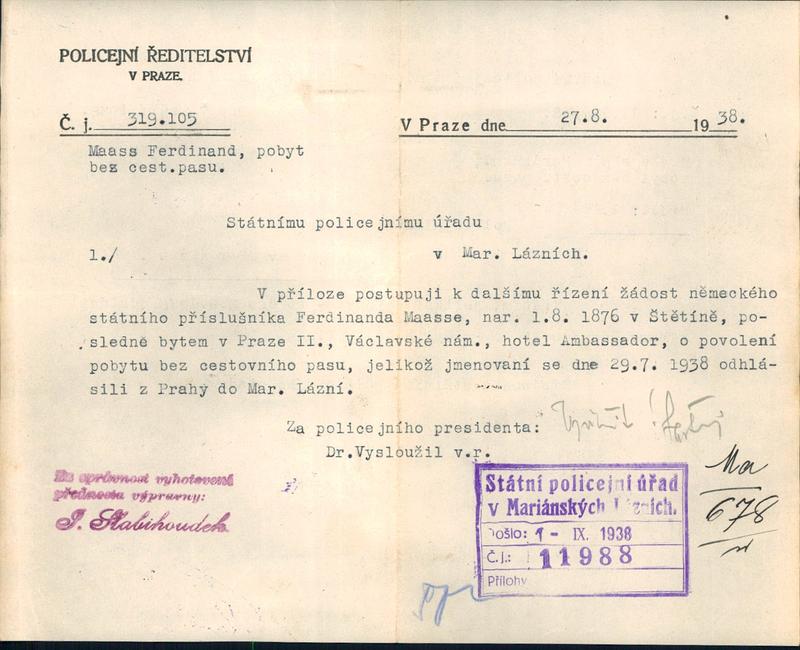 POLICEJNÍ ŘEDITELSTVÍ
V PRAZE.
Č. j. 319.105
V Praze dne 27.8. 1938.
Maass Ferdinand, pobyt
bez cest.pasu.
Státnímu policejnímu úřadu
1./ v Mar. Lázních.
V příloze postupuji k dalšímu řízení žádost německého
státního příslušníka Ferdinanda Maasse, nar. 1.8. 1876 v Štětíně, po-
sledně bytem v Praze II., Václavské nám., hotel Ambassador, o povolení
pobytu bez cestovního pasu, jelikož jmenovaní se dne 29.7. 1938 odhlá-
sili z Prahy do Mar. Lázní.
Za policejního presidenta:
Dr.Vysloužil v.r.
Za správnost vyhotovení
přednosta výpravny:
Státní policejní úřad
v Mariánských Lázních.
Došlo: 1 - IX. 1938
Č.j.: 11988
Přílohy
Ma
678